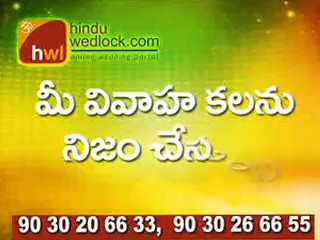 hindu
wedlock.com
hwl
online wedding portal
మీ వివాహ కలను
నిజం
90 30 20 66 33, 90 30 26 66 55